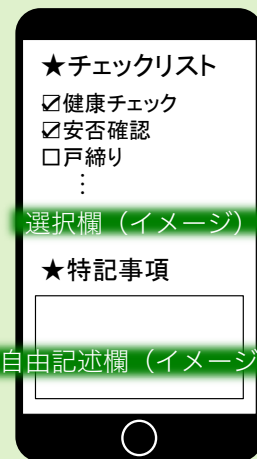 ★チェックリスト
☑健康チェック
☑安否確認
□戸締り
⋮
選択欄（イメージ）
★特記事項
自由記述欄（イメージ